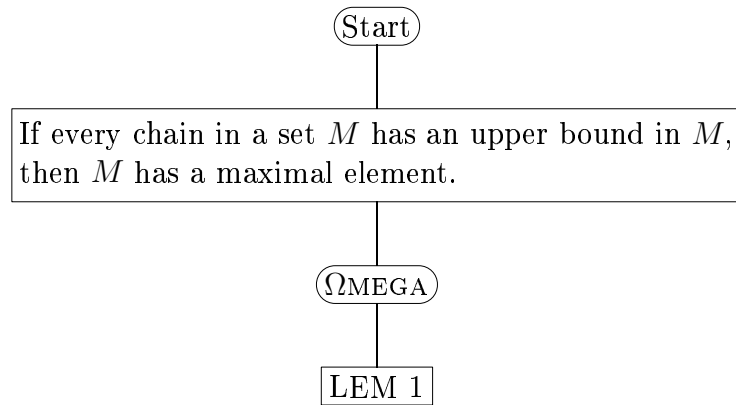 Start
If every chain in a set M has an upper bound in M,
then M has a maximal element.
ΩMEGA
LEM 1